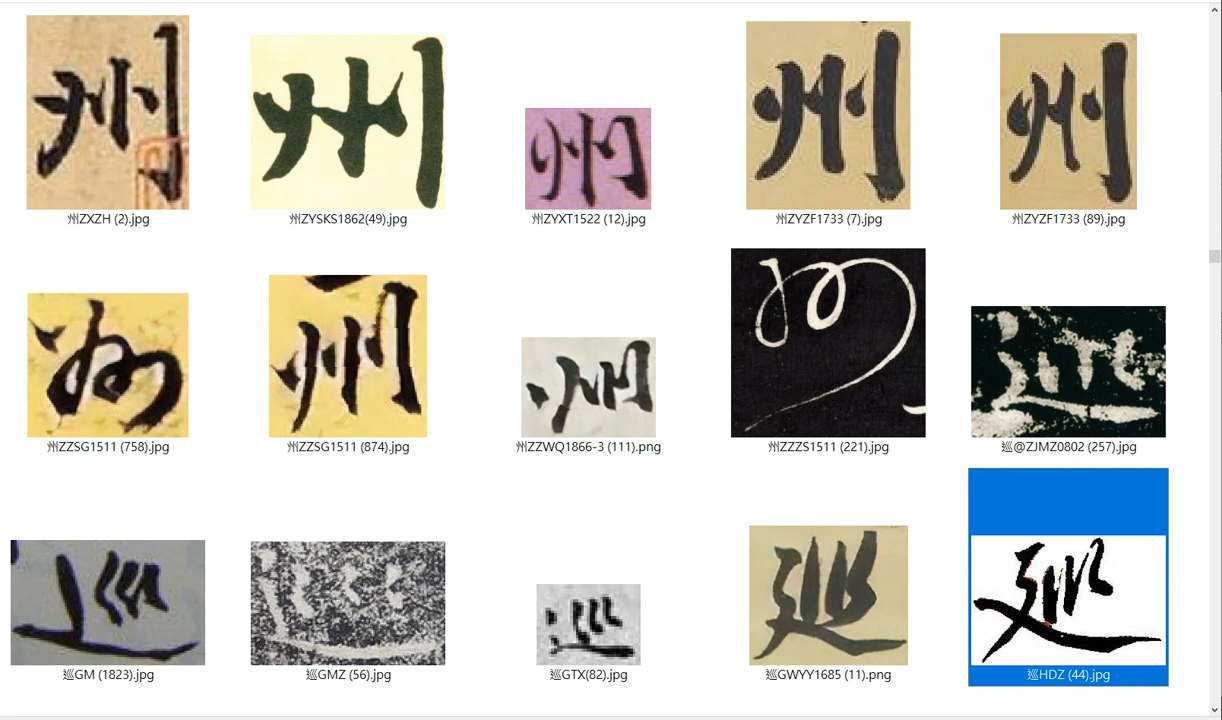 州 州 州 州 州
州ZXZH (2).jpg 州ZYSKS1862(49).jpg 州ZYXT1522 (12).jpg 州ZYZF1733 (7).jpg 州ZYZF1733 (89).jpg
州 州 州 州 巡
州ZZSG1511 (758).jpg 州ZZSG1511 (874).jpg 州ZZWQ1866-3 (111).png 州ZZZS1511 (221).jpg 巡@ZJMZ0802 (257).jpg
巡 巡 巡 巡 巡
巡GM (1823).jpg 巡GMZ (56).jpg 巡GTX(82).jpg 巡GWYY1685 (11).png 巡HDZ (44).jpg